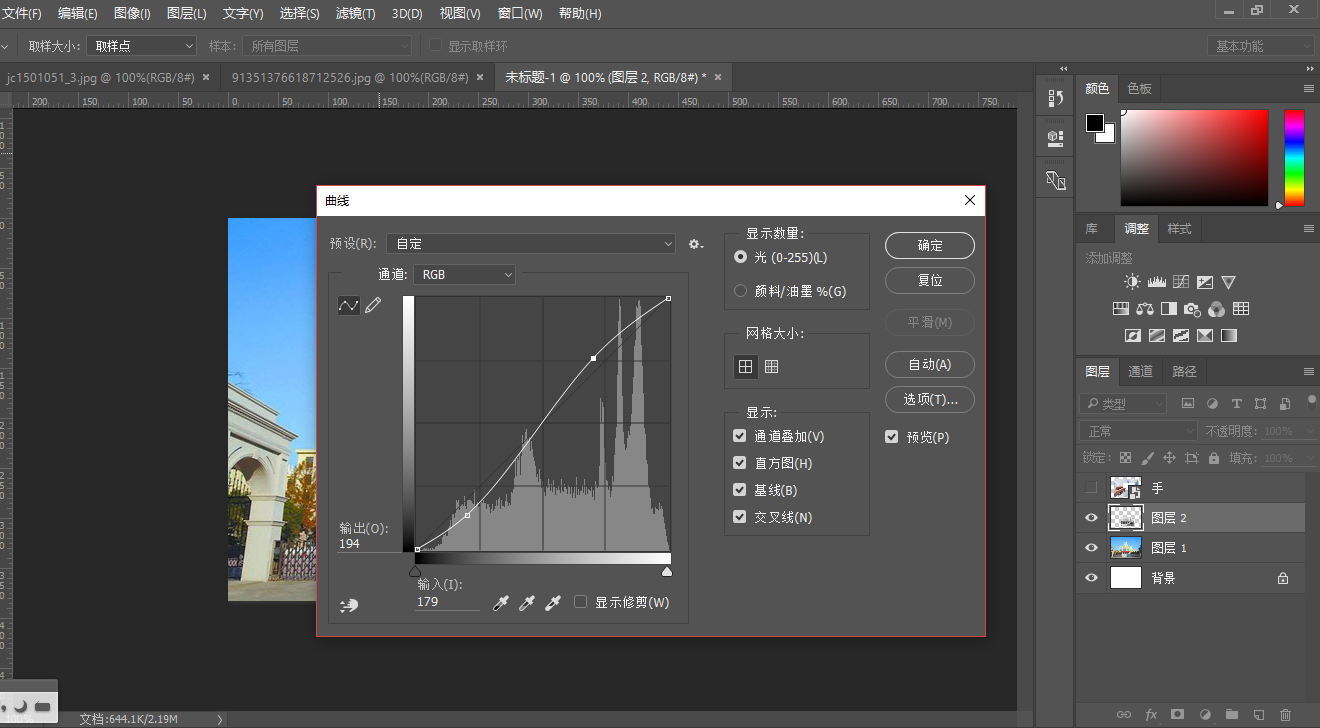 文件(F) 编辑(E) 图像(I) 图层(L) 文字(Y) 选择(S) 滤镜(T) 3D(D) 视图(V) 窗口(W) 帮助(H)
取样大小: 取样点 样本: 所有图层 显示取样环 基本功能
jc1501051_3.jpg @ 100%(RGB/8#) × 91351376618712526.jpg @ 100%(RGB/8#) × 未标题-1 @ 100% (图层 2, RGB/8#) * ×
200 150 100 50 0 50 100 150 200 250 300 350 400 450 500 550 600 650 700 750
颜色 色板
曲线
预设(R): 自定
通道: RGB
输出(O):
194
输入(I):
179
显示修剪(W)
显示数量:
光 (0-255)(L)
颜料/油墨 %(G)
网格大小:
显示:
通道叠加(V)
直方图(H)
基线(B)
交叉线(N)
确定
复位
平滑(M)
自动(A)
选项(T)...
预览(P)
库 调整 样式
添加调整
图层 通道 路径
类型
正常 不透明度: 100%
锁定: 填充: 100%
手
图层 2
图层 1
背景
fx
100% 文档:644.1K/2.19M